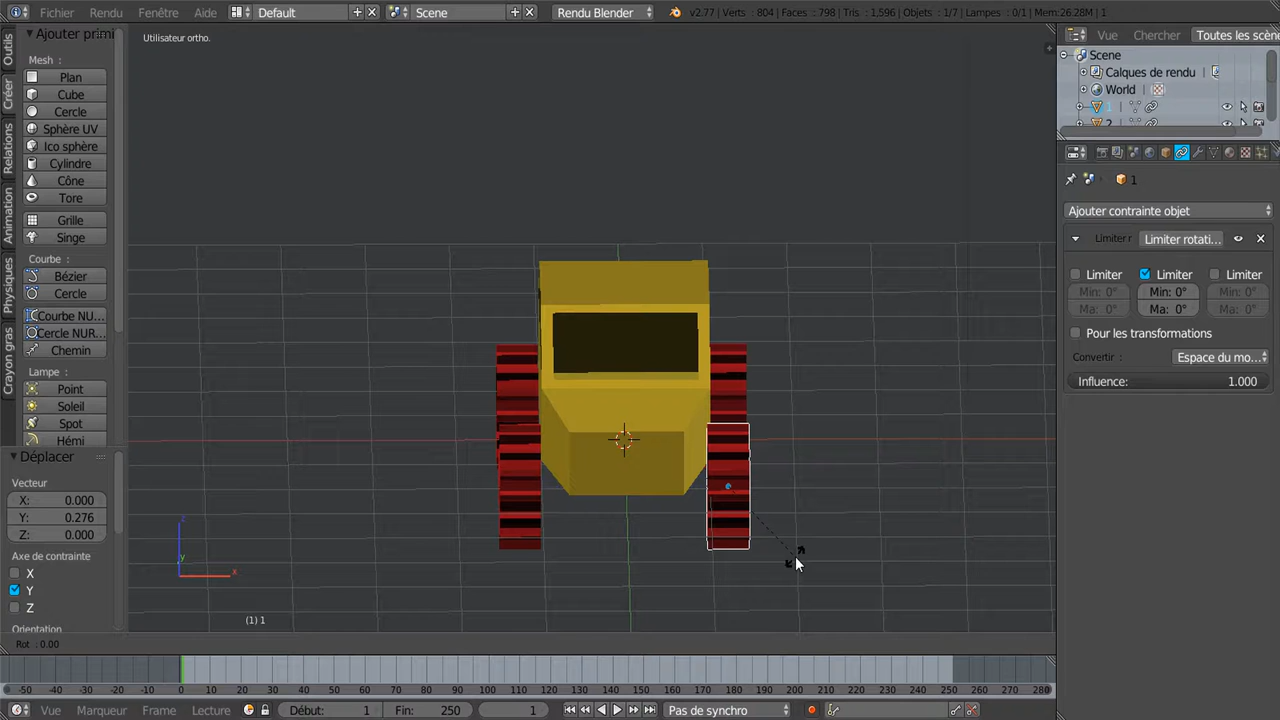 Fichier Rendu Fenêtre Aide Default Scene Rendu Blender v2.77 | Verts : 804 | Faces : 798 | Tris : 1,596 | Objets : 1/7 | Lampes : 0/1 | Mem:26.28M | 1
Ajouter primi
Utilisateur ortho.
Vue Chercher Toutes les scène
Outils
Créer
Relations
Animation
Physiques
Crayon gras
Mesh :
Plan
Cube
Cercle
Sphère UV
Ico sphère
Cylindre
Cône
Tore
Grille
Singe
Courbe :
Bézier
Cercle
Courbe NU...
Cercle NUR...
Chemin
Lampe :
Point
Soleil
Spot
Hémi
Déplacer
Vecteur
X: 0.000
Y: 0.276
Z: 0.000
Axe de contrainte
X
Y
Z
Orientation
z
y
x
(1) 1
Rot : 0.00
Scene
Calques de rendu
World
1
2
1
Ajouter contrainte objet
Limiter r Limiter rotati...
Limiter Limiter Limiter
Min: 0° Min: 0° Min: 0°
Ma: 0° Ma: 0° Ma: 0°
Pour les transformations
Convertir : Espace du mo...
Influence: 1.000
-50 -40 -30 -20 -10 0 10 20 30 40 50 60 70 80 90 100 110 120 130 140 150 160 170 180 190 200 210 220 230 240 250 260 270 280
Vue Marqueur Frame Lecture Début: 1 Fin: 250 1 Pas de synchro